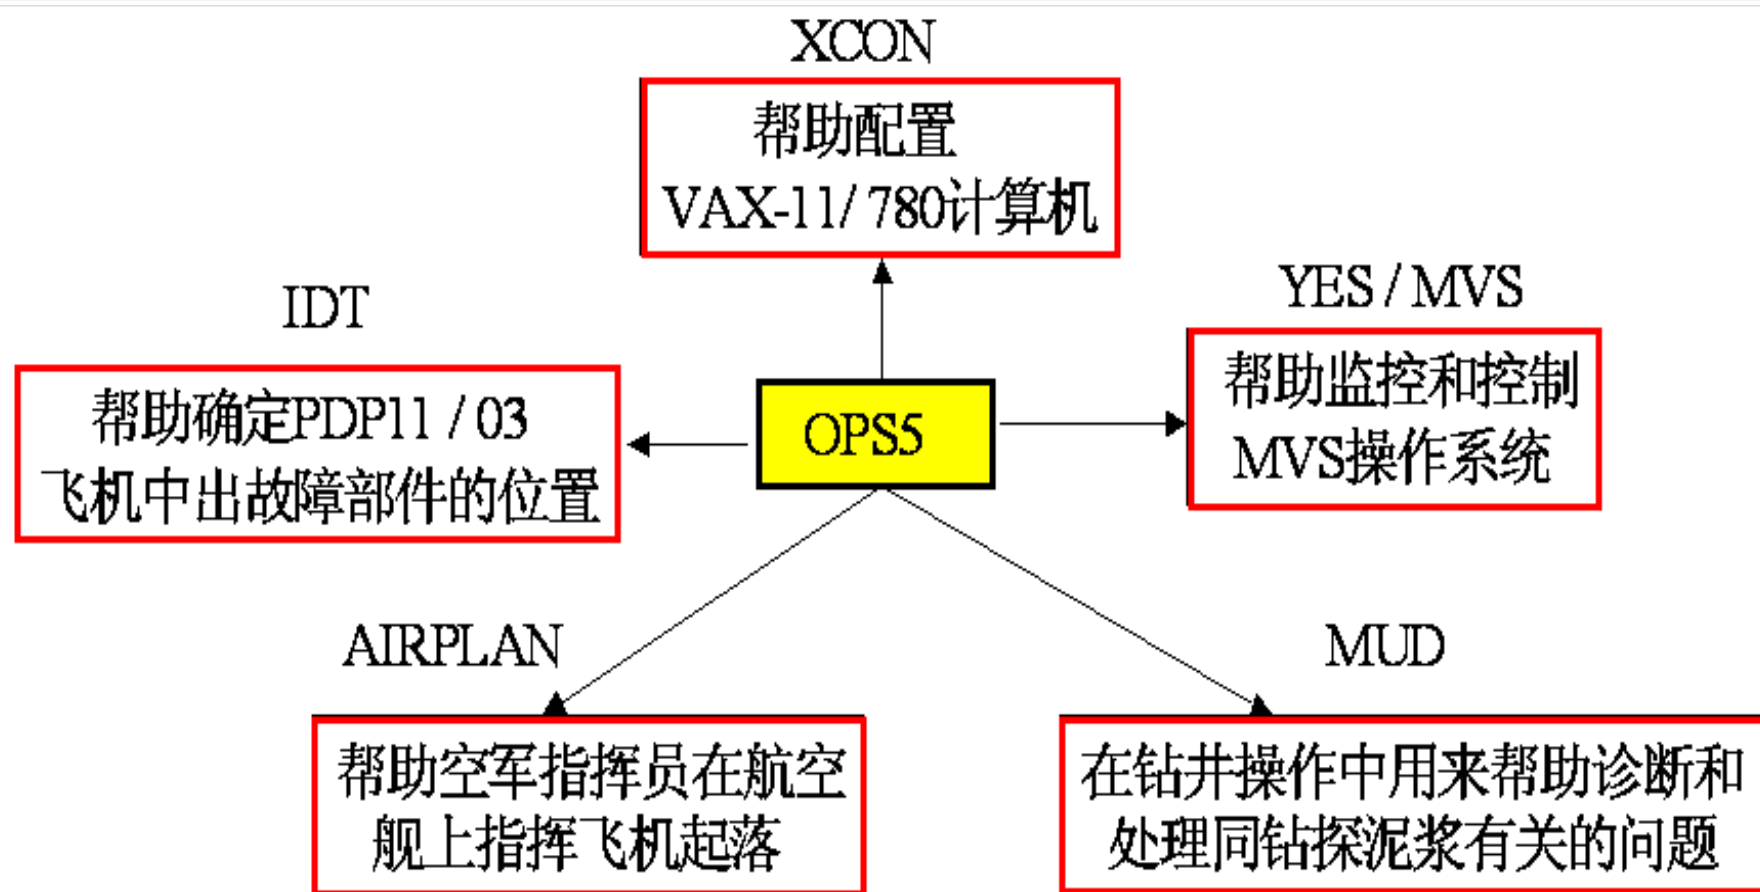 XCON
帮助配置
VAX-11/ 780计算机
IDT
帮助确定PDP11 / 03
飞机中出故障部件的位置
OPS5
YES / MVS
帮助监控和控制
MVS操作系统
AIRPLAN
帮助空军指挥员在航空
舰上指挥飞机起落
MUD
在钻井操作中用来帮助诊断和
处理同钻探泥浆有关的问题